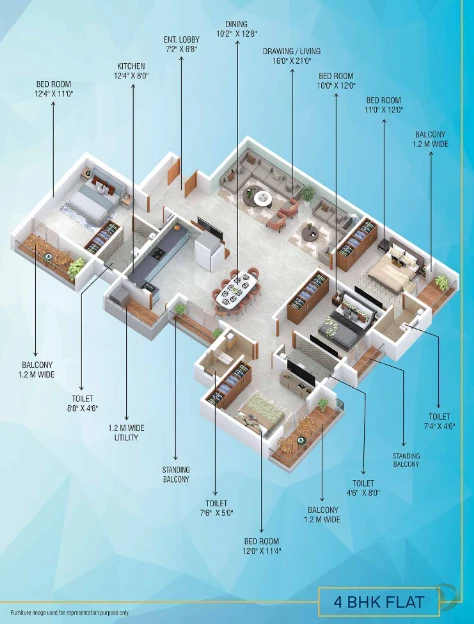 DINING
10'2" X 12'8"
ENT. LOBBY
7'2" X 6'8"
DRAWING / LIVING
16'0" X 21'0"
KITCHEN
12'4" X 8'0"
BED ROOM
10'0" X 12'0"
BED ROOM
12'4" X 11'0"
BED ROOM
11'0" X 12'0"
BALCONY
1.2 M WIDE
BALCONY
1.2 M WIDE
TOILET
8'8" X 4'6"
1.2 M WIDE
UTILITY
STANDING
BALCONY
TOILET
7'6" X 5'0"
BED ROOM
12'0" X 11'4"
BALCONY
1.2 M WIDE
TOILET
4'6" X 8'0"
STANDING
BALCONY
TOILET
7'4" X 4'6"
4 BHK FLAT
Furniture image used for representation purpose only.